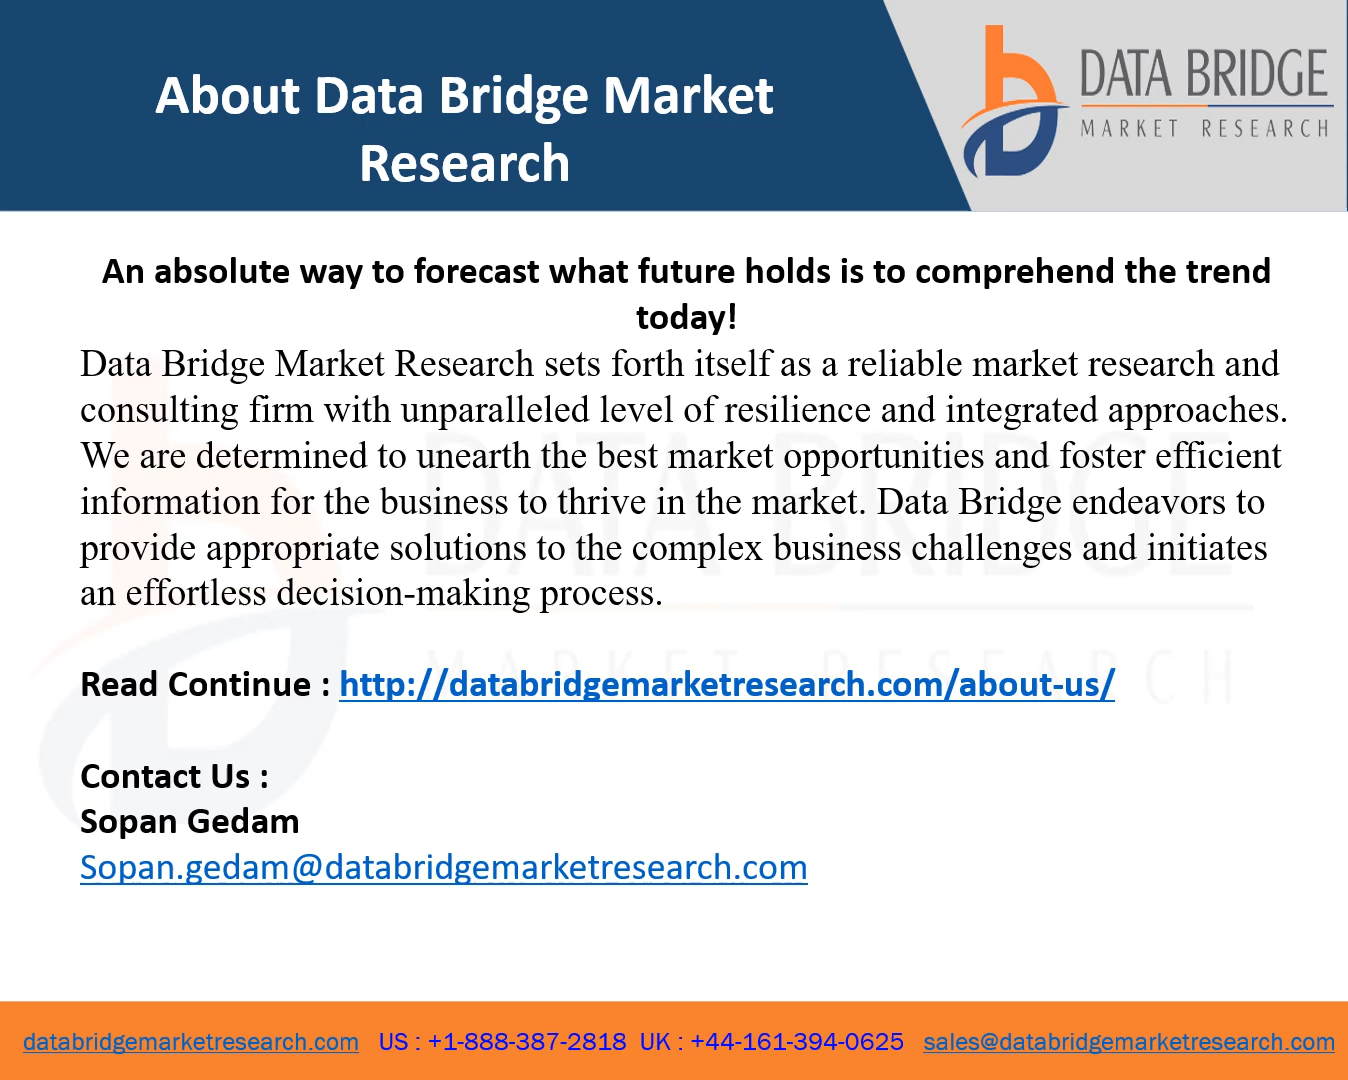 About Data Bridge Market
Research
DATA BRIDGE
MARKET RESEARCH
An absolute way to forecast what future holds is to comprehend the trend
today!
Data Bridge Market Research sets forth itself as a reliable market research and
consulting firm with unparalleled level of resilience and integrated approaches.
We are determined to unearth the best market opportunities and foster efficient
information for the business to thrive in the market. Data Bridge endeavors to
provide appropriate solutions to the complex business challenges and initiates
an effortless decision-making process.
DATA BRIDGE
MARKET RESEARCH
Read Continue : http://databridgemarketresearch.com/about-us/
Contact Us :
Sopan Gedam
Sopan.gedam@databridgemarketresearch.com
databridgemarketresearch.com US : +1-888-387-2818 UK : +44-161-394-0625 sales@databridgemarketresearch.com